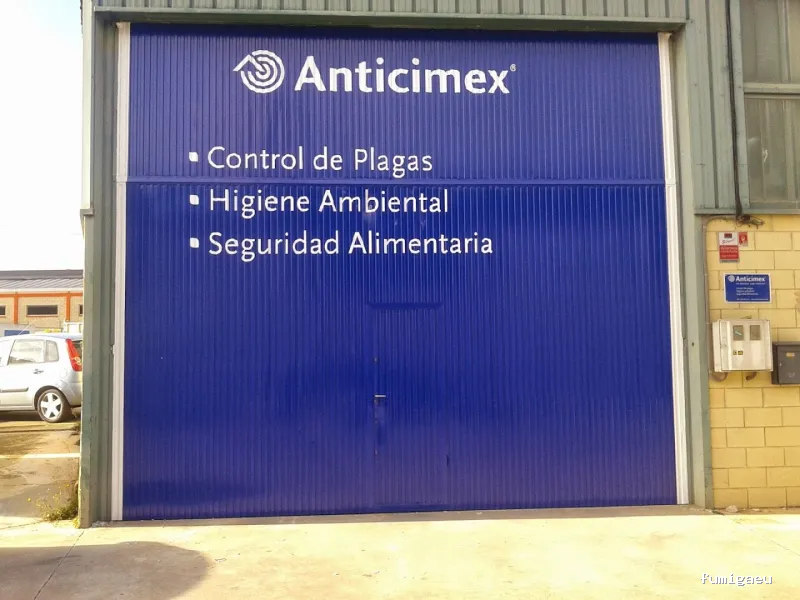 Anticimex®
▪ Control de Plagas
▪ Higiene Ambiental
▪ Seguridad Alimentaria
Anticimex
fumigaeu